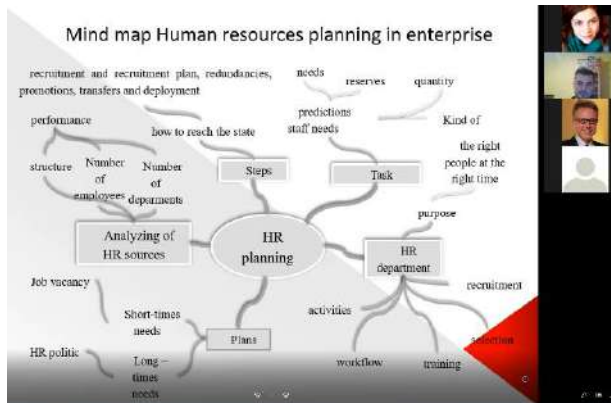 Mind map Human resources planning in enterprise
recruitment and recruitment plan, redundancies,
promotions, transfers and deployment
needs
reserves
quantity
performance
predictions
staff needs
Kind of
how to reach the state
the right
people at the
right time
structure
Number
of
employees
Number
of
deparments
Steps
Task
purpose
Analyzing of
HR sources
HR
planning
HR
department
Job vacancy
recruitment
Short-times
needs
activities
Plans
selection
HR politic
Long –
times
needs
workflow
training